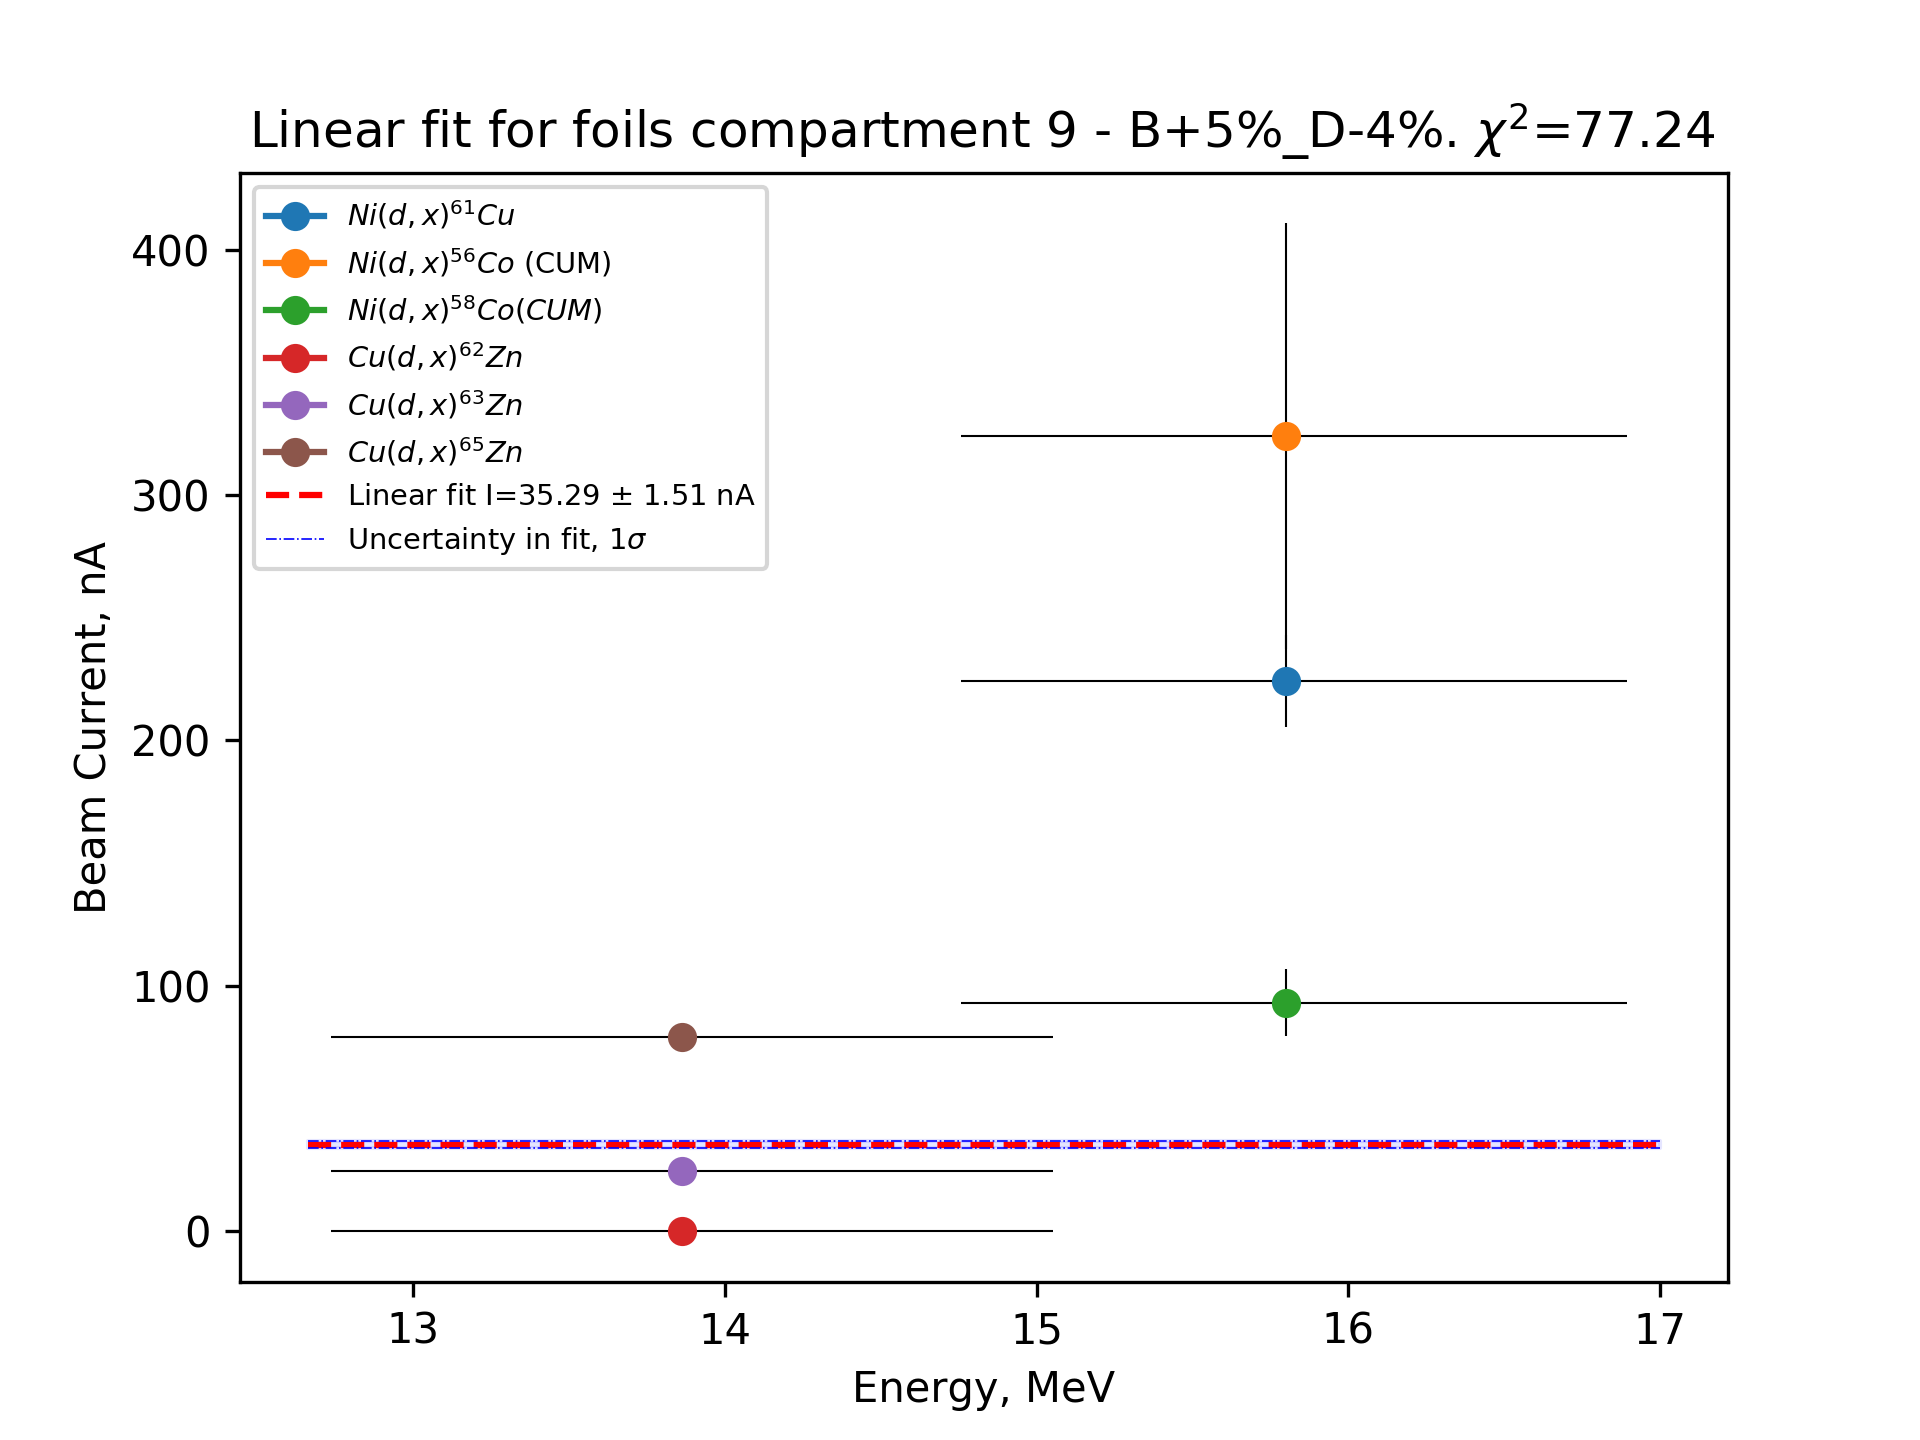 Linear fit for foils compartment 9 - B+5%_D-4%. χ²=77.24
Ni(d, x)⁶¹Cu
Ni(d, x)⁵⁶Co (CUM)
Ni(d, x)⁵⁸Co(CUM)
Cu(d, x)⁶²Zn
Cu(d, x)⁶³Zn
Cu(d, x)⁶⁵Zn
Linear fit I=35.29 ± 1.51 nA
Uncertainty in fit, 1σ
Beam Current, nA
400
300
200
100
0
13 14 15 16 17
Energy, MeV